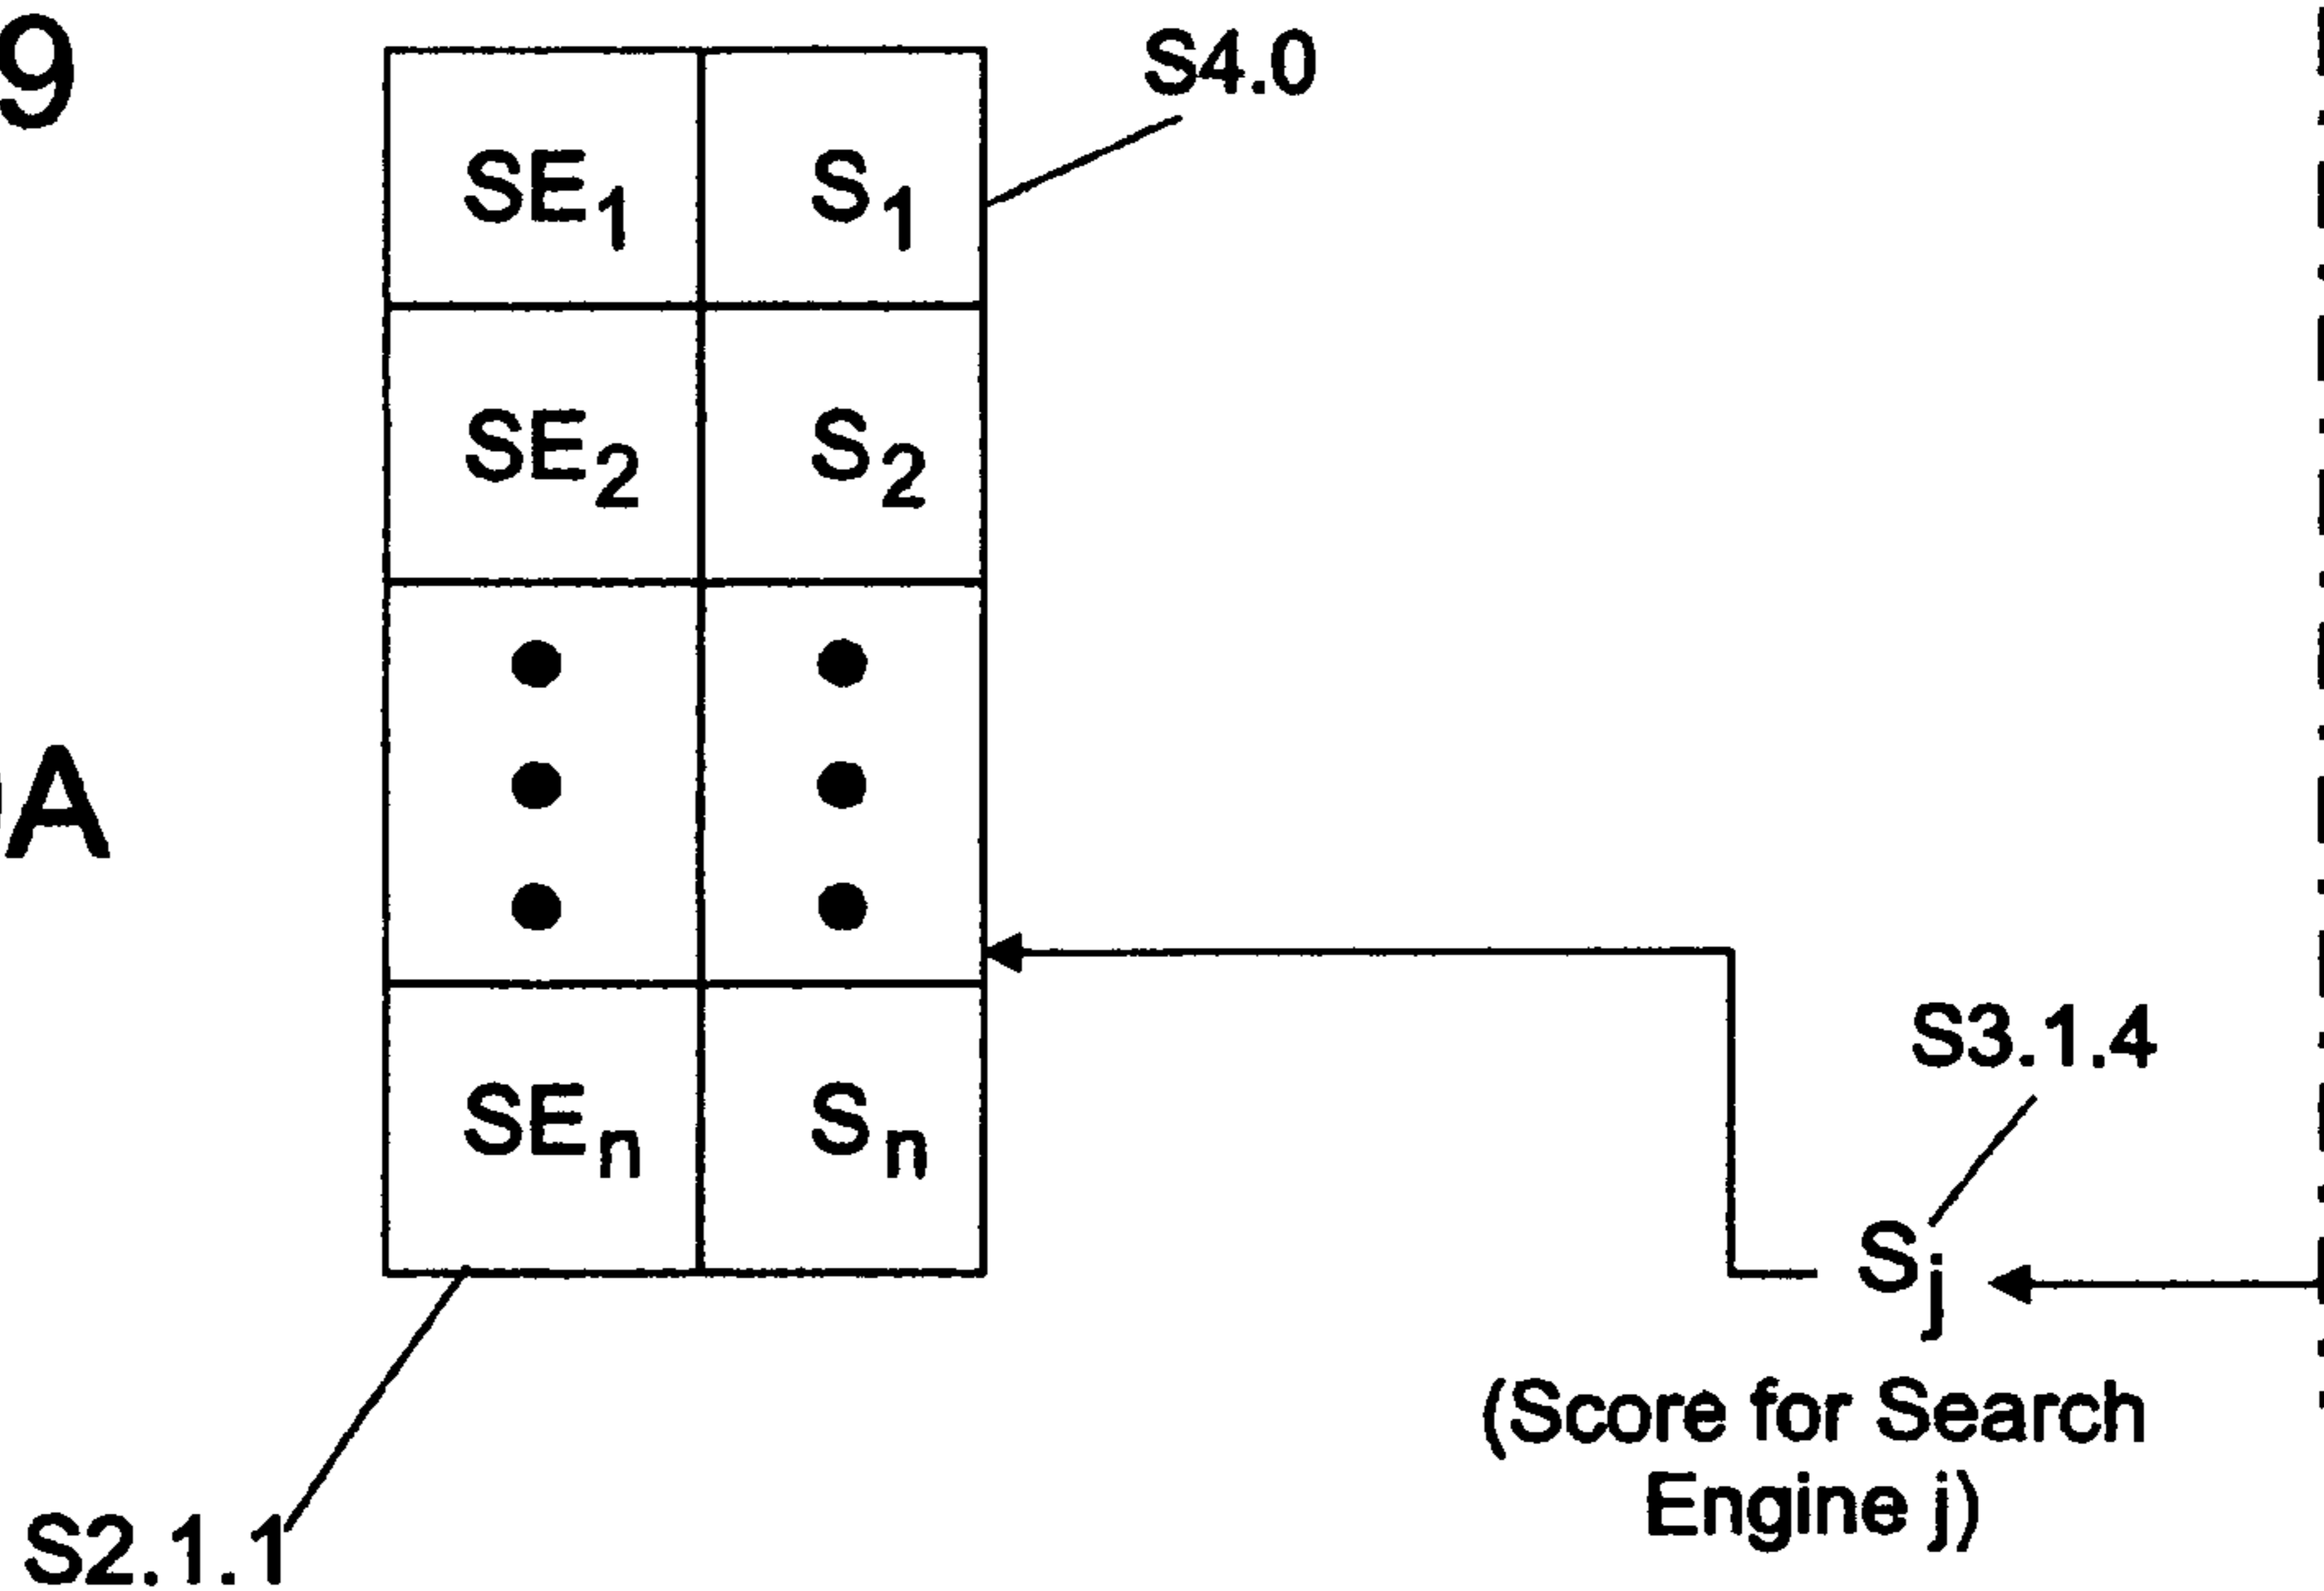 9
S4.0
SE1 S1
SE2 S2
A
SEn Sn
S3.1.4
Sj
(Score for Search
Engine j)
S2.1.1